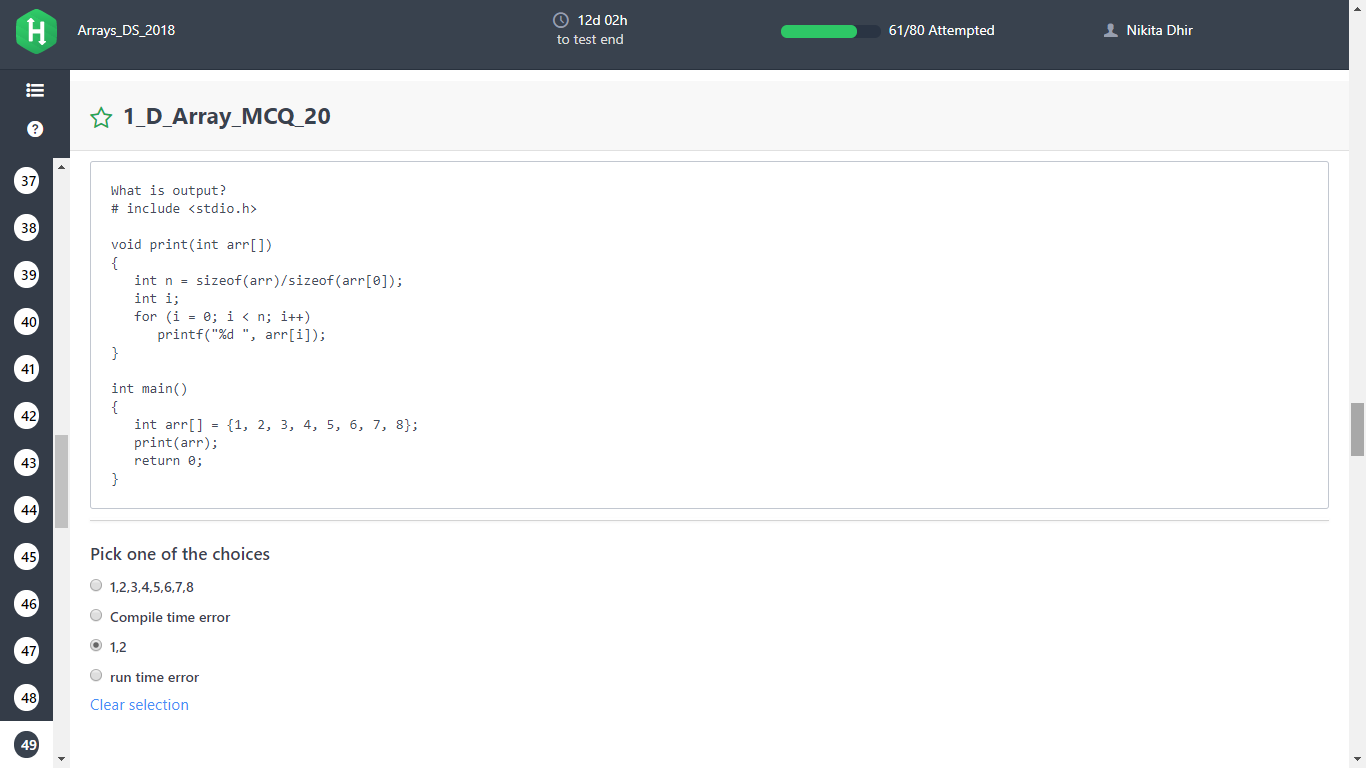 Arrays_DS_2018
12d 02h
to test end
61/80 Attempted
Nikita Dhir
?
1_D_Array_MCQ_20
37
38
39
40
41
42
43
44
45
46
47
48
49
What is output?
# include <stdio.h>
void print(int arr[])
{
   int n = sizeof(arr)/sizeof(arr[0]);
   int i;
   for (i = 0; i < n; i++)
      printf("%d ", arr[i]);
}
int main()
{
   int arr[] = {1, 2, 3, 4, 5, 6, 7, 8};
   print(arr);
   return 0;
}
Pick one of the choices
1,2,3,4,5,6,7,8
Compile time error
1,2
run time error
Clear selection